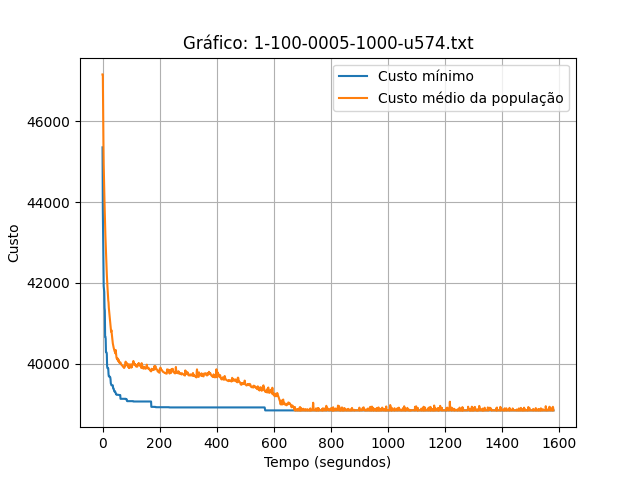 Gráfico: 1-100-0005-1000-u574.txt
Custo mínimo
Custo médio da população
Custo
46000
44000
42000
40000
0 200 400 600 800 1000 1200 1400 1600
Tempo (segundos)